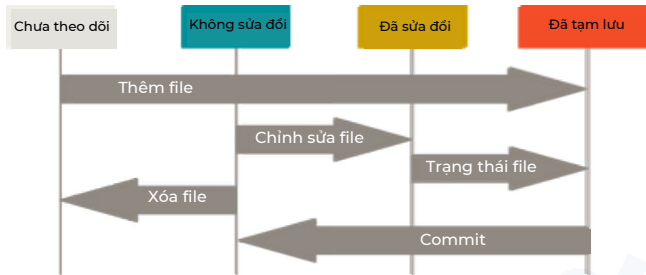 Chưa theo dõi
Không sửa đổi
Đã sửa đổi
Đã tạm lưu
Thêm file
Chỉnh sửa file
Trạng thái file
Xóa file
Commit